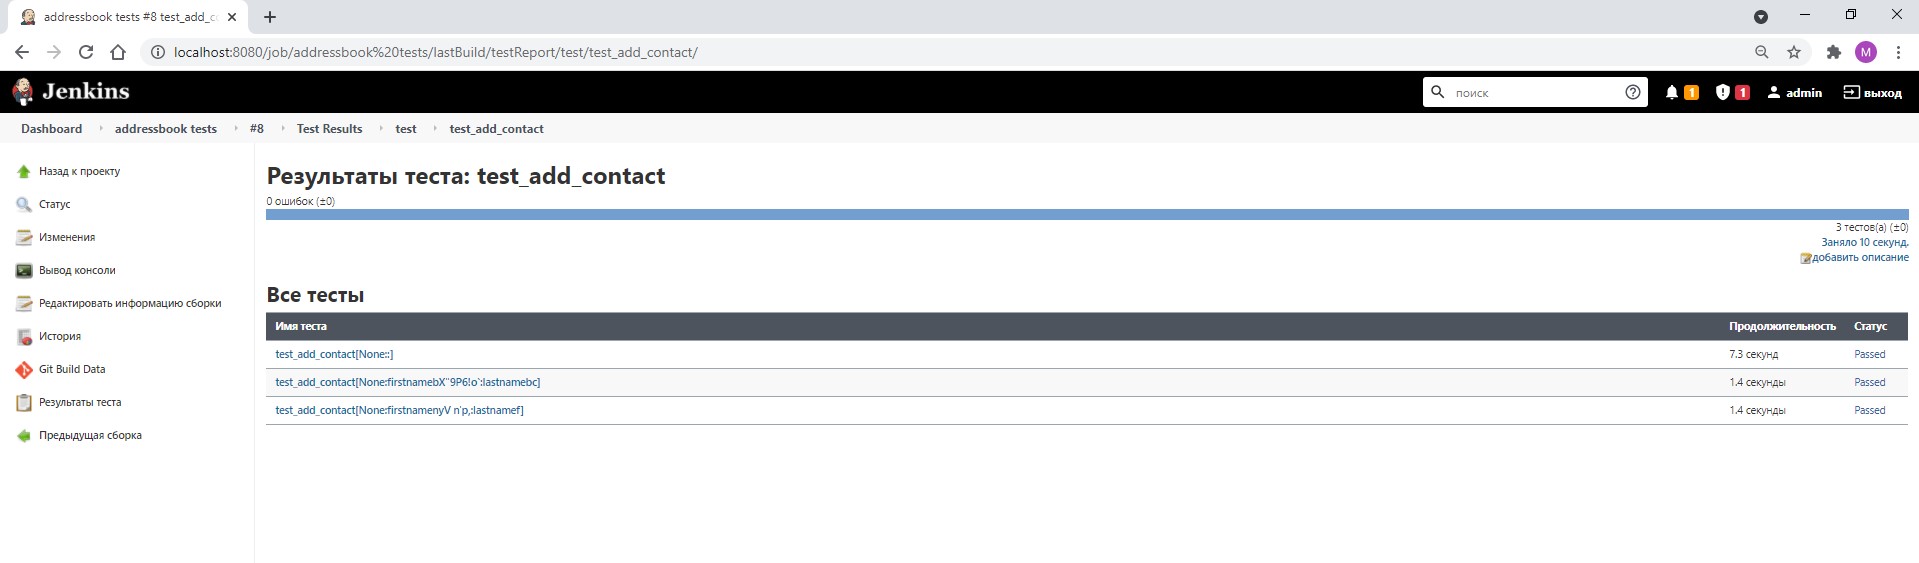 addressbook tests #8 test_add_c
localhost:8080/job/addressbook%20tests/lastBuild/testReport/test/test_add_contact/
M
Jenkins
поиск
1
1
admin
выход
Dashboard
addressbook tests
#8
Test Results
test
test_add_contact
Назад к проекту
Статус
Изменения
Вывод консоли
Редактировать информацию сборки
История
Git Build Data
Результаты теста
Предыдущая сборка
Результаты теста: test_add_contact
0 ошибок (±0)
3 тестов(а) (±0)
Заняло 10 секунд.
добавить описание
Все тесты
Имя теста Продолжительность Статус
test_add_contact[None::] 7.3 секунд Passed
test_add_contact[None:firstnamebX"9P6!o`:lastnamebc] 1.4 секунды Passed
test_add_contact[None:firstnamenyV n'p,:lastnamef] 1.4 секунды Passed